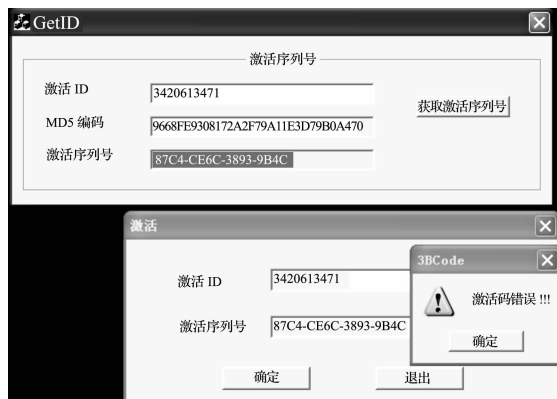 GetID
激活序列号
激活 ID 3420613471
获取激活序列号
MD5 编码 9668FE9308172A2F79A11E3D79B0A470
激活序列号 87C4-CE6C-3893-9B4C
激活
3BCode
激活 ID 3420613471
激活码错误 !!!
激活序列号 87C4-CE6C-3893-9B4C
确定
确定 退出